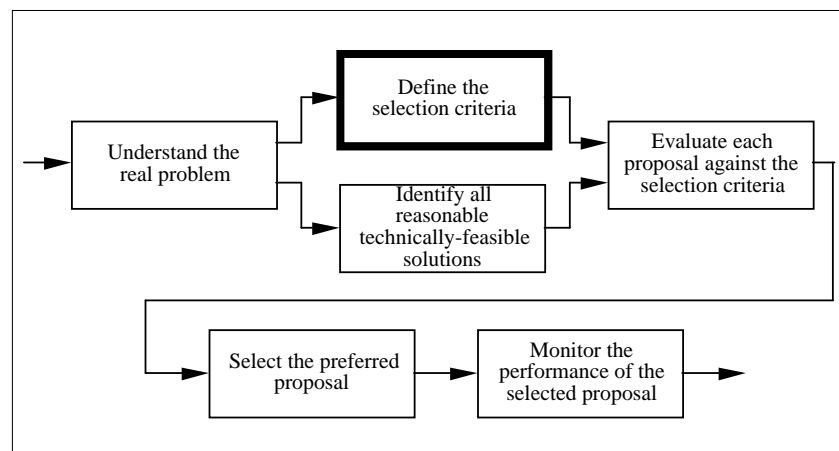 Understand the
real problem
Define the
selection criteria
Identify all
reasonable
technically-feasible
solutions
Evaluate each
proposal against the
selection criteria
Select the preferred
proposal
Monitor the
performance of the
selected proposal